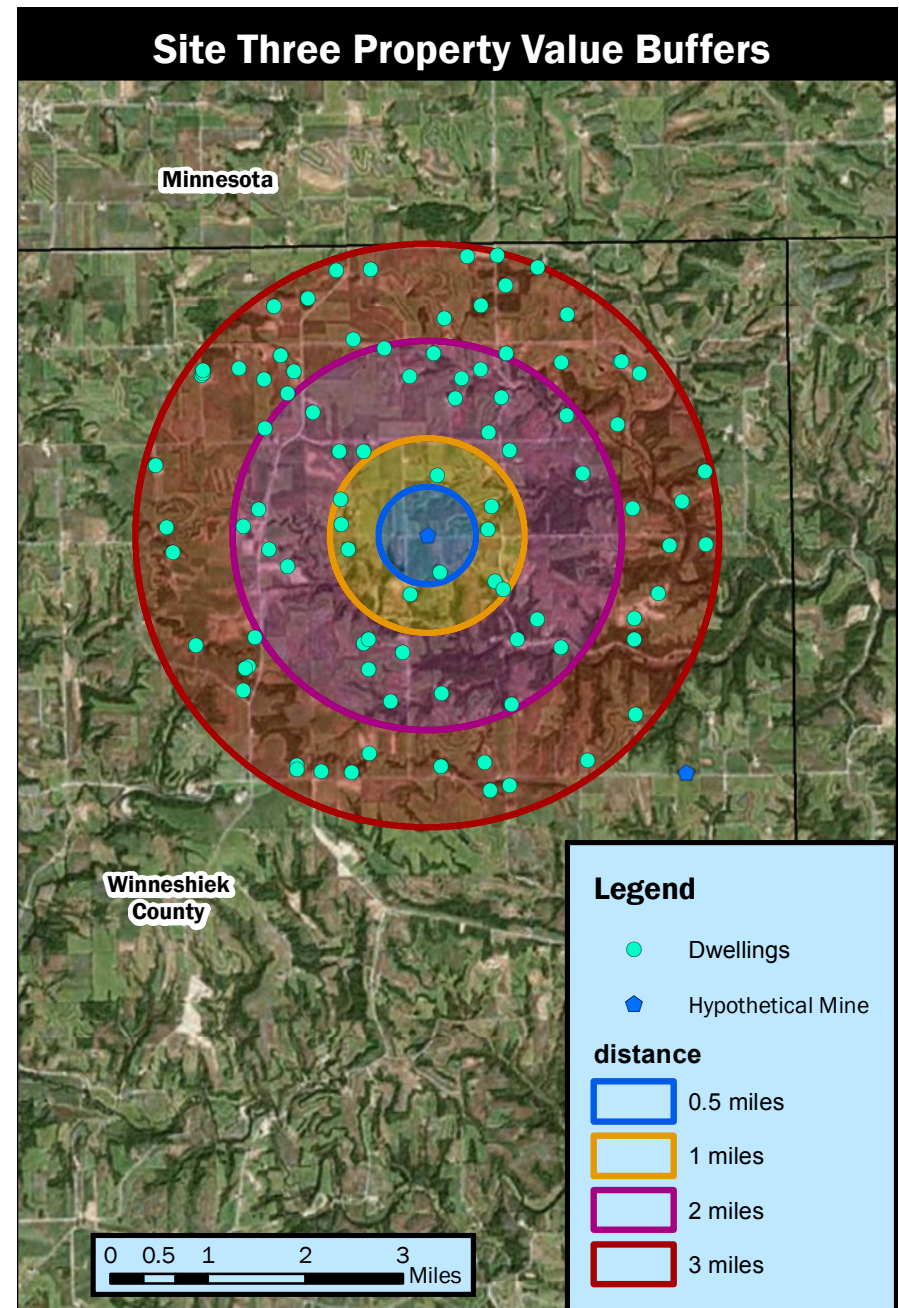 Site Three Property Value Buffers
Minnesota
Winneshiek
County
Legend
Dwellings
Hypothetical Mine
distance
0.5 miles
1 miles
2 miles
3 miles
0 0.5 1 2 3
Miles